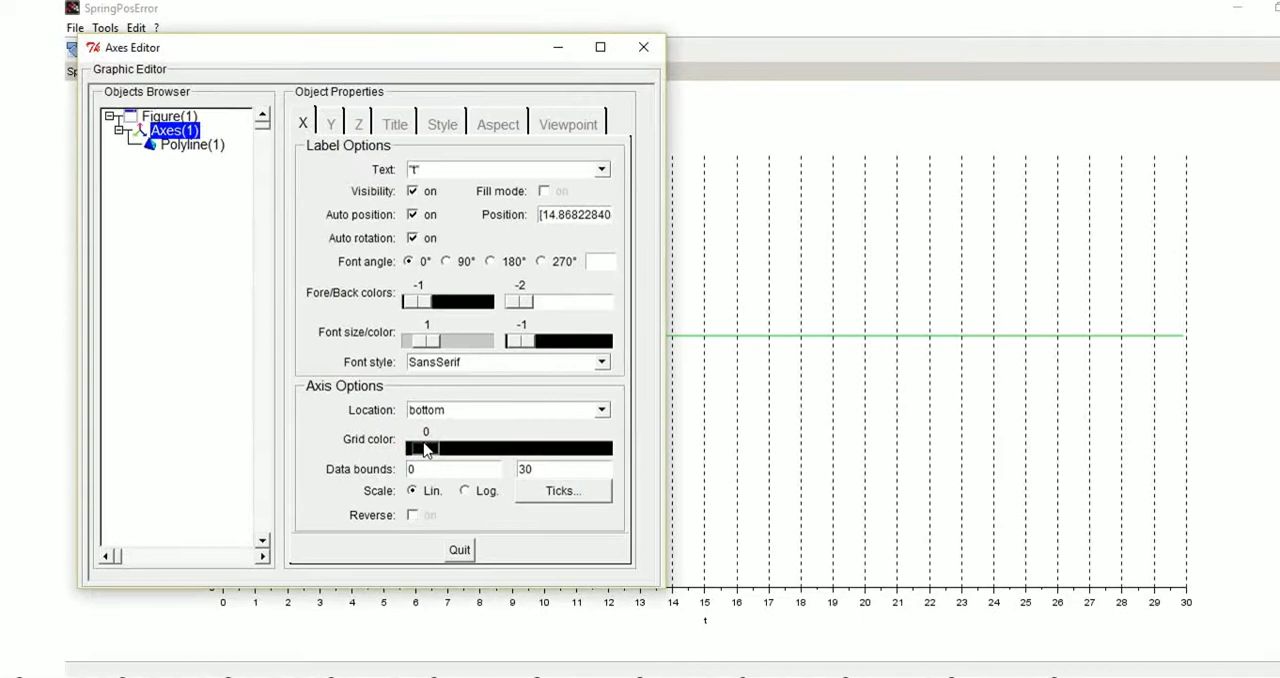 SpringPosError
File Tools Edit ?
Axes Editor
Graphic Editor
Objects Browser
Figure(1)
Axes(1)
Polyline(1)
Object Properties
X Y Z Title Style Aspect Viewpoint
Label Options
Text: "t"
Visibility: on Fill mode: on
Auto position: on Position: [14.86822840
Auto rotation: on
Font angle: 0° 90° 180° 270°
-1 -2
Fore/Back colors:
1 -1
Font size/color:
Font style: SansSerif
Axis Options
Location: bottom
0
Grid color:
Data bounds: 0 30
Scale: Lin. Log. Ticks...
Reverse: on
Quit
0 1 2 3 4 5 6 7 8 9 10 11 12 13 14 15 16 17 18 19 20 21 22 23 24 25 26 27 28 29 30
t